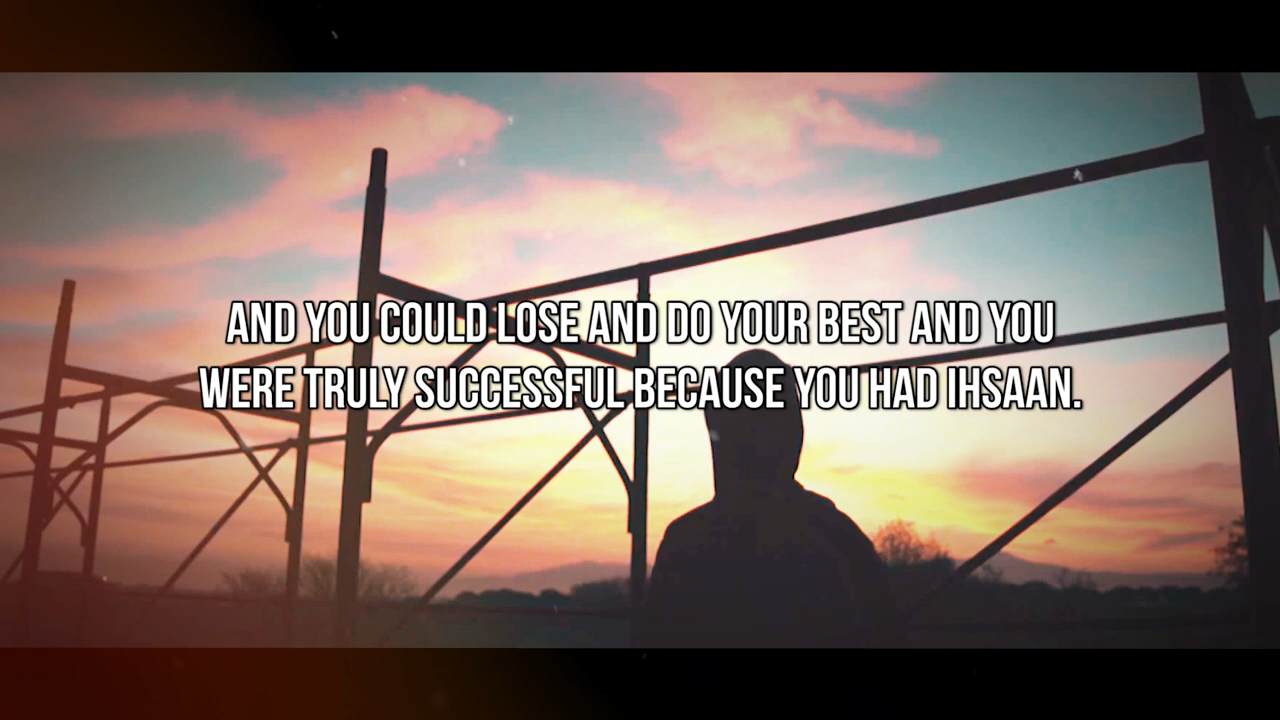 AND YOU COULD LOSE AND DO YOUR BEST AND YOU
WERE TRULY SUCCESSFUL BECAUSE YOU HAD IHSAAN.